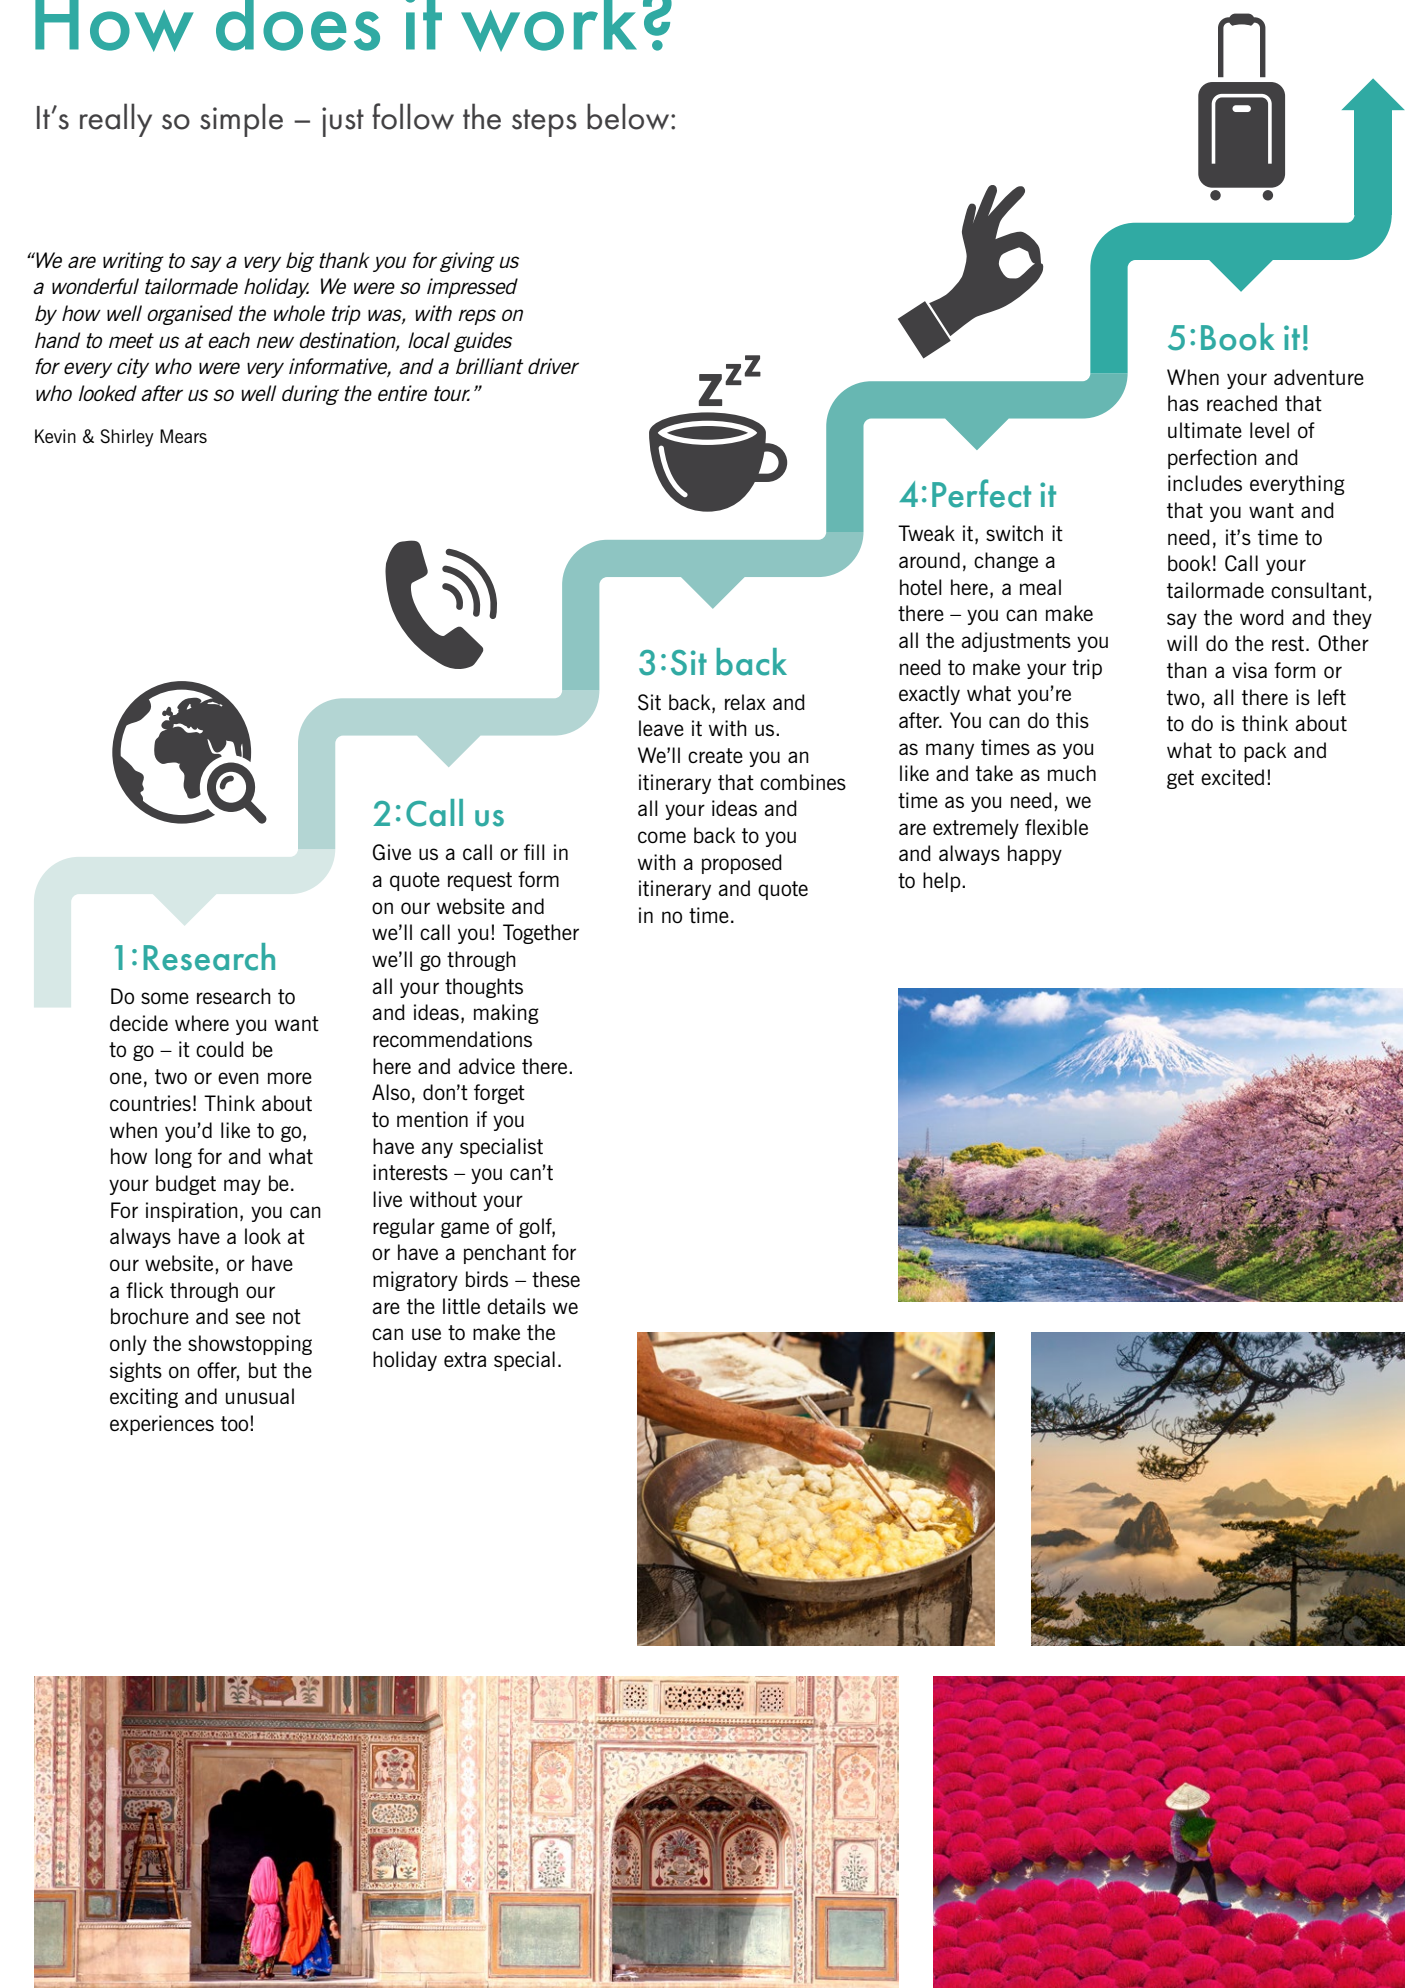 How does it work?
It’s really so simple – just follow the steps below:
“We are writing to say a very big thank you for giving us
a wonderful tailormade holiday. We were so impressed
by how well organised the whole trip was, with reps on
hand to meet us at each new destination, local guides
for every city who were very informative, and a brilliant driver
who looked after us so well during the entire tour.”
Kevin & Shirley Mears
1:Research
Do some research to
decide where you want
to go – it could be
one, two or even more
countries! Think about
when you’d like to go,
how long for and what
your budget may be.
For inspiration, you can
always have a look at
our website, or have
a flick through our
brochure and see not
only the showstopping
sights on offer, but the
exciting and unusual
experiences too!
2:Call us
Give us a call or fill in
a quote request form
on our website and
we’ll call you! Together
we’ll go through
all your thoughts
and ideas, making
recommendations
here and advice there.
Also, don’t forget
to mention if you
have any specialist
interests – you can’t
live without your
regular game of golf,
or have a penchant for
migratory birds – these
are the little details we
can use to make the
holiday extra special.
zzz
3:Sit back
Sit back, relax and
leave it with us.
We’ll create you an
itinerary that combines
all your ideas and
come back to you
with a proposed
itinerary and quote
in no time.
4:Perfect it
Tweak it, switch it
around, change a
hotel here, a meal
there – you can make
all the adjustments you
need to make your trip
exactly what you’re
after. You can do this
as many times as you
like and take as much
time as you need, we
are extremely flexible
and always happy
to help.
5:Book it!
When your adventure
has reached that
ultimate level of
perfection and
includes everything
that you want and
need, it’s time to
book! Call your
tailormade consultant,
say the word and they
will do the rest. Other
than a visa form or
two, all there is left
to do is think about
what to pack and
get excited!